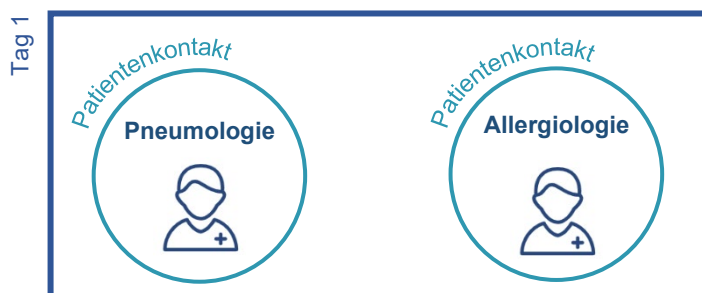 Tag 1
Patientenkontakt
Pneumologie
Patientenkontakt
Allergiologie